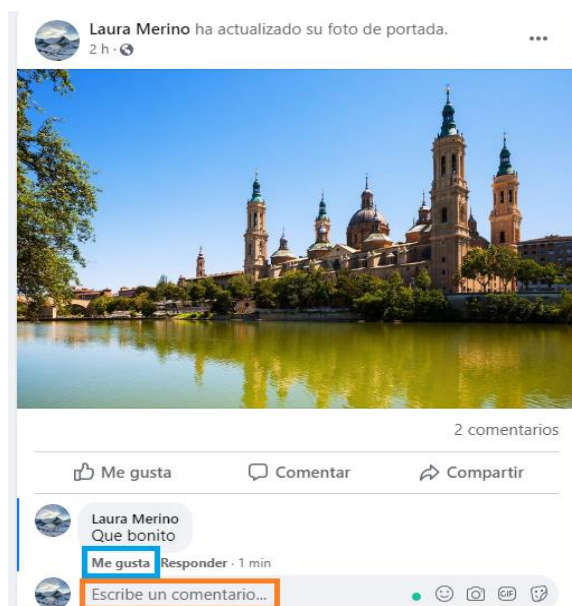 Laura Merino ha actualizado su foto de portada.
2 h ·
2 comentarios
Me gusta Comentar Compartir
Laura Merino
Que bonito
Me gusta Responder · 1 min
Escribe un comentario... GIF